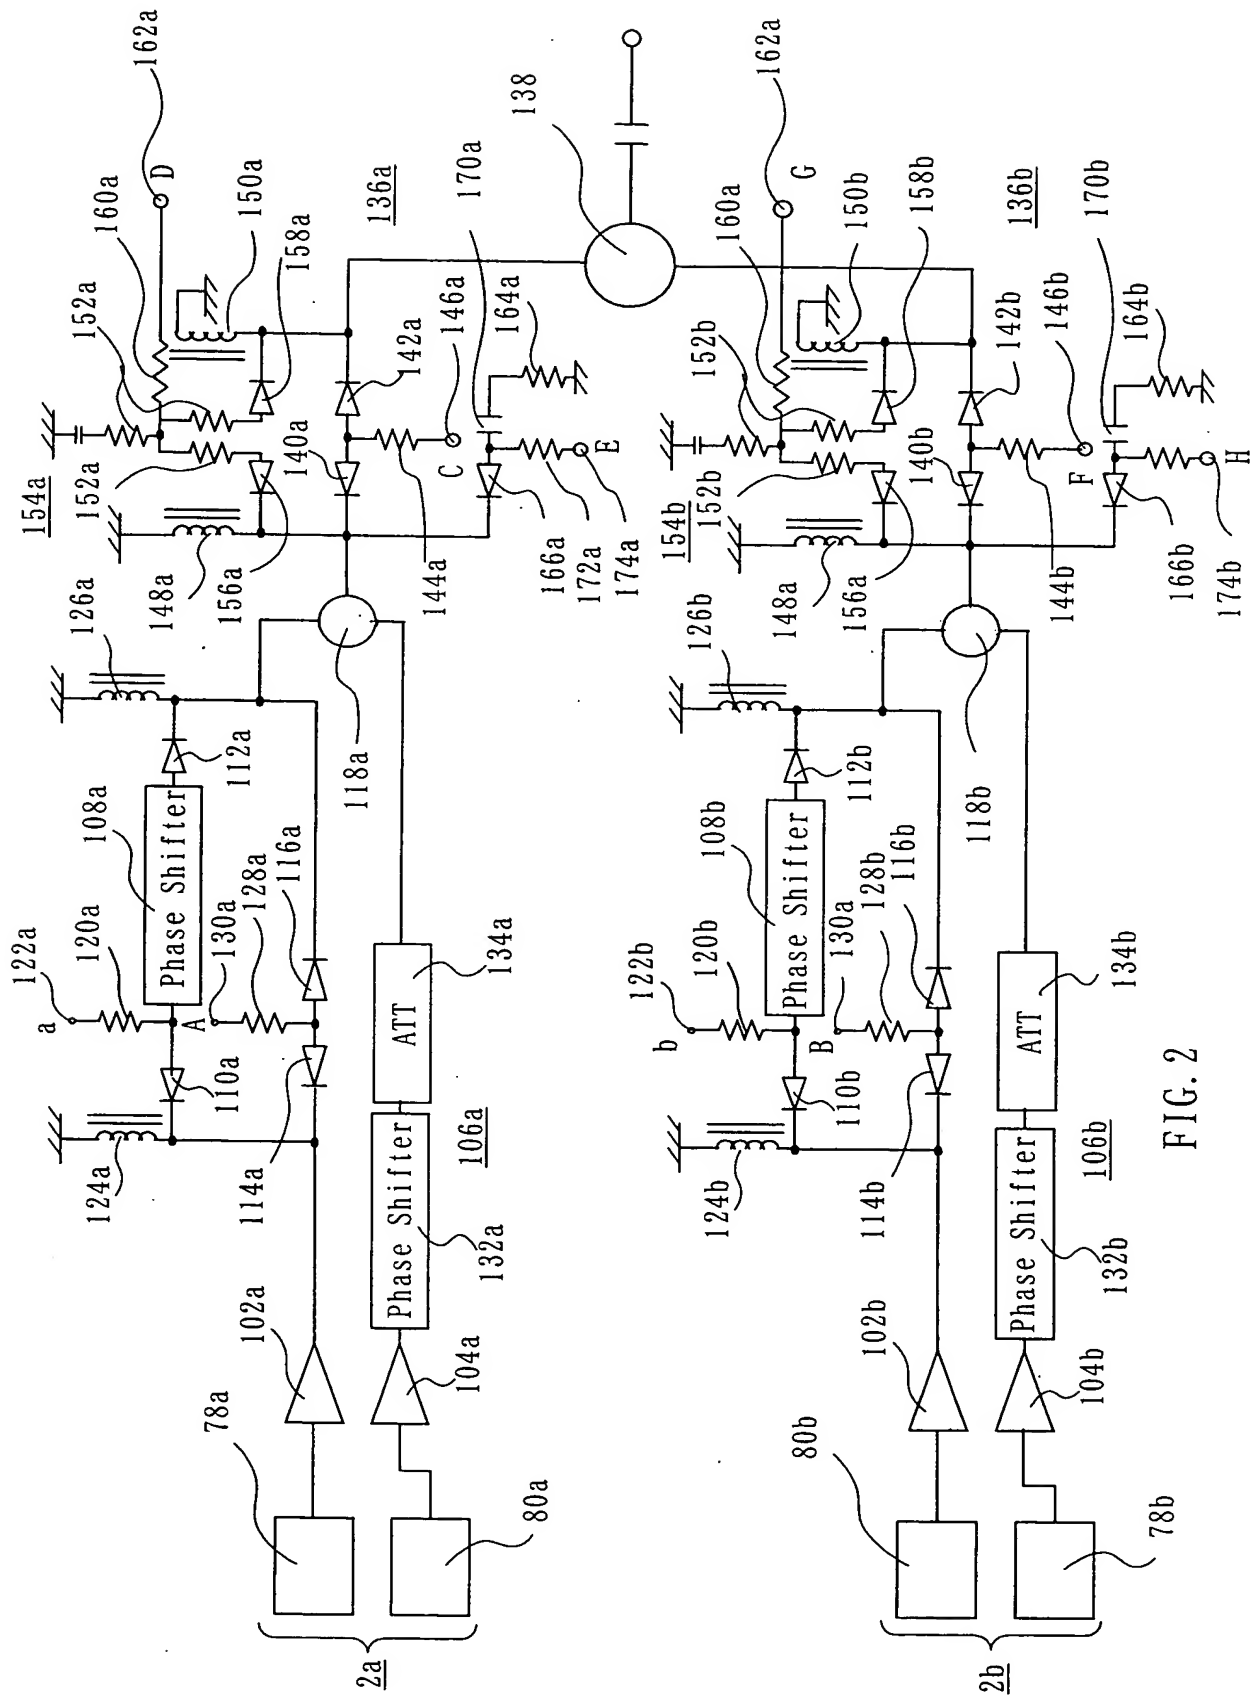 162a
D
160a
152a
150a
158a
136a
142a
146a
170a
164a
138
154a
152a
140a
C
E
148a
156a
144a
166a
172a
174a
126a
112a
118a
108a
Phase Shifter
122a
a
120a
A
130a
128a
116a
134a
ATT
110a
124a
114a
106a
Phase Shifter
132a
102a
104a
78a
80a
2a
162a
G
160a
152b
150b
158b
136b
142b
146b
170b
164b
154b
152b
140b
F
H
148a
156a
144b
166b
174b
126b
112b
118b
108b
Phase Shifter
122b
b
120b
B
130a
128b
116b
134b
ATT
110b
124b
114b
106b
Phase Shifter
132b
102b
104b
80b
78b
2b
FIG. 2